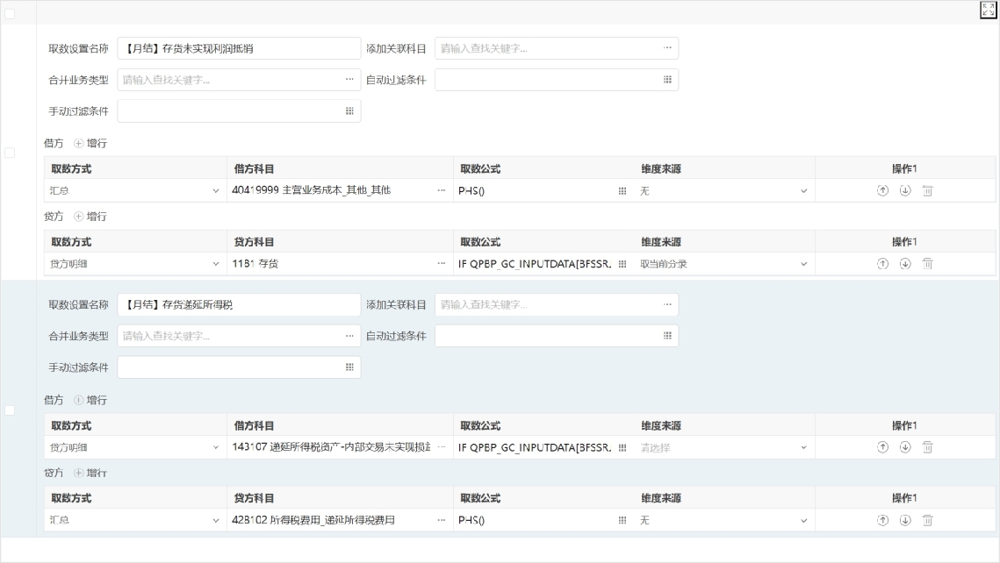 取数设置名称 【月结】存货未实现利润抵销 添加关联科目 请输入查找关键字... ...
合并业务类型 请输入查找关键字... ... 自动过滤条件
手动过滤条件
借方 增行
取数方式 借方科目 取数公式 维度来源 操作1
汇总 40419999 主营业务成本_其他_其他 ... PHS() 无
贷方 增行
取数方式 贷方科目 取数公式 维度来源 操作1
贷方明细 1181 存货 ... IF QPBP_GC_INPUTDATA[BFSSR. 取当前分录
取数设置名称 【月结】存货递延所得税 添加关联科目 请输入查找关键字... ...
合并业务类型 请输入查找关键字... ... 自动过滤条件
手动过滤条件
借方 增行
取数方式 借方科目 取数公式 维度来源 操作1
贷方明细 143107 递延所得税资产-内部交易未实现损益 ... IF QPBP_GC_INPUTDATA[BFSSR. 请选择
贷方 增行
取数方式 贷方科目 取数公式 维度来源 操作1
汇总 428102 所得税费用_递延所得税费用 ... PHS() 无